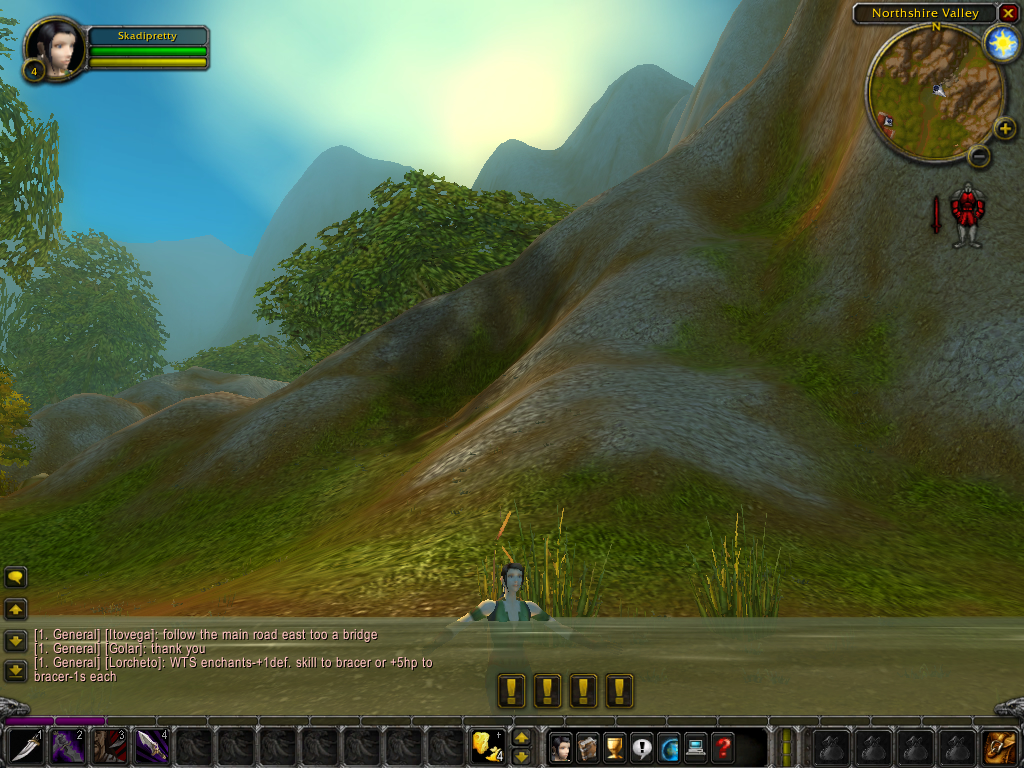 Skadipretty
4
Northshire Valley
N
[1. General] [Itovega]: follow the main road east too a bridge
[1. General] [Golar]: thank you
[1. General] [Lorcheto]: WTS enchants-+1def. skill to bracer or +5hp to
bracer-1s each
1 2 3 4 4